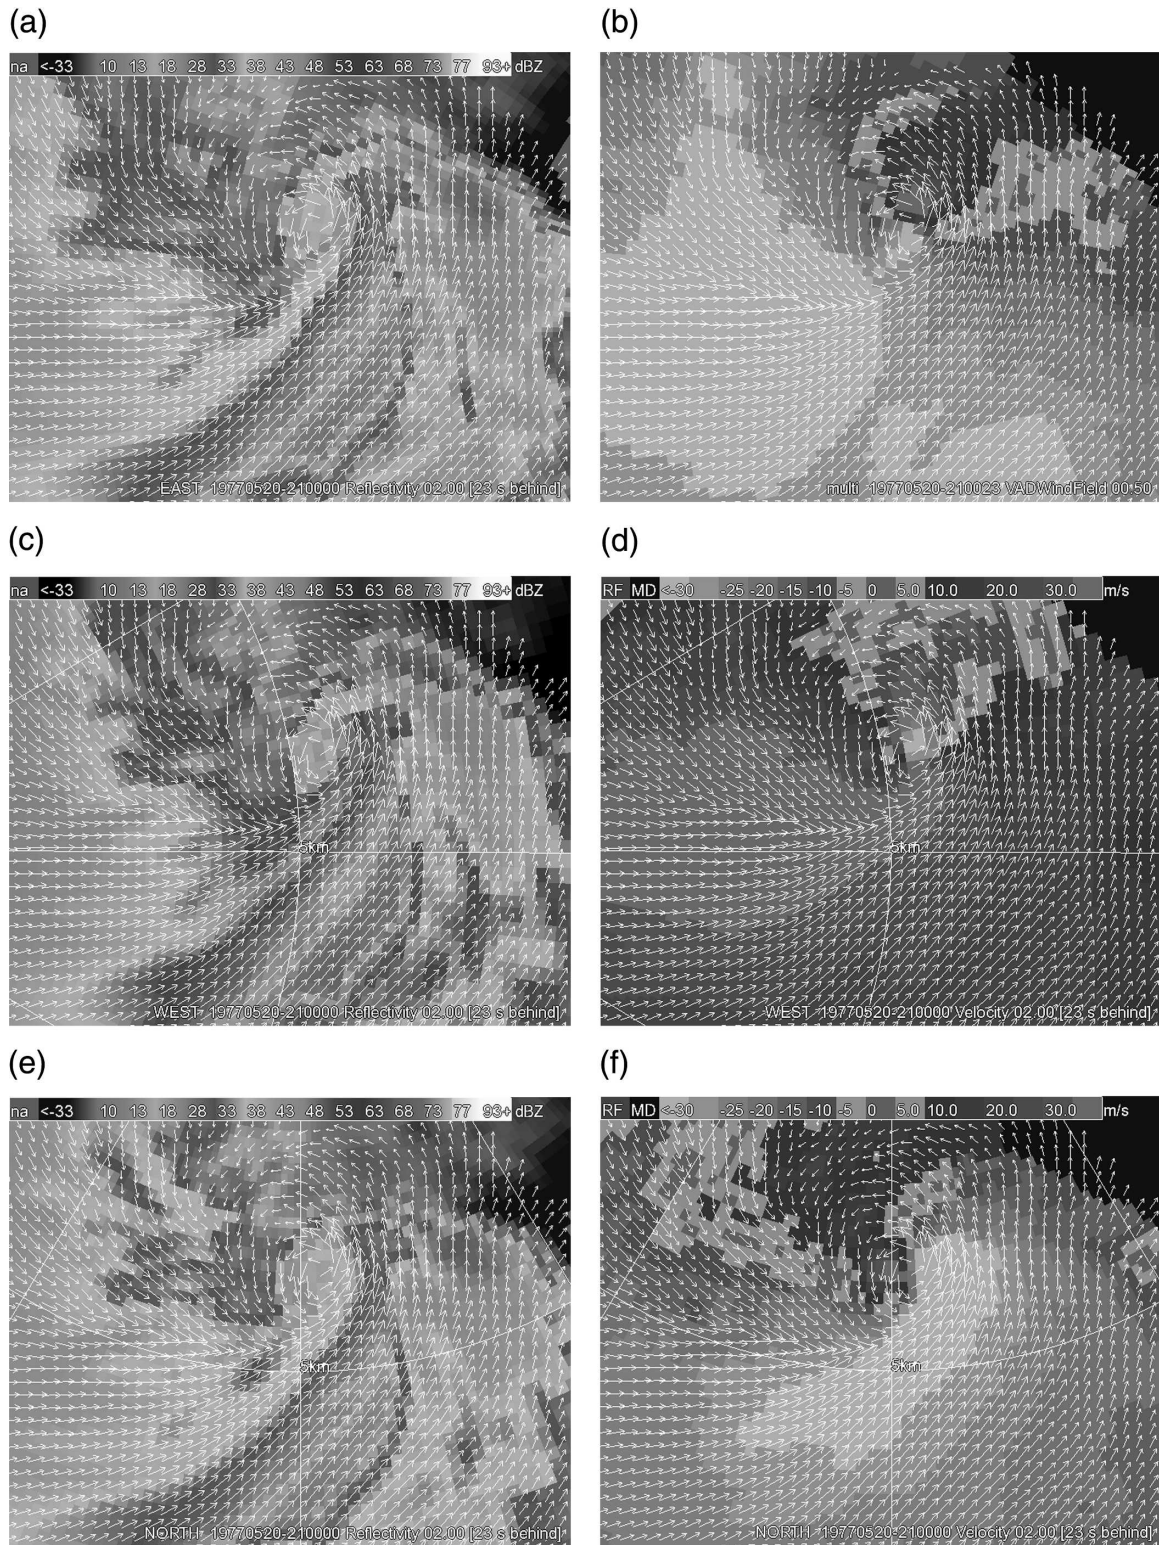 (a)
(b)
na <-33 10 13 18 28 38 43 48 53 63 68 73 77 93+ dBZ
EAST 19770520-210000 Reflectivity 02.00 [23 s behind]
multi 19770520-210023 VADWindField 00.50
(c)
(d)
na <-33 10 13 18 28 38 43 48 53 63 68 73 77 93+ dBZ
RF MD <-30 -25 -20 -15 -10 -5 0 5.0 10.0 20.0 30.0 m/s
5km
5km
WEST 19770520-210000 Reflectivity 02.00 [23 s behind]
WEST 19770520-210000 Velocity 02.00 [23 s behind]
(e)
(f)
na <-33 10 13 18 28 38 43 48 53 63 68 73 77 93+ dBZ
RF MD <-30 -25 -20 -15 -10 -5 0 5.0 10.0 20.0 30.0 m/s
5km
5km
NORTH 19770520-210000 Reflectivity 02.00 [23 s behind]
NORTH 19770520-210000 Velocity 02.00 [23 s behind]